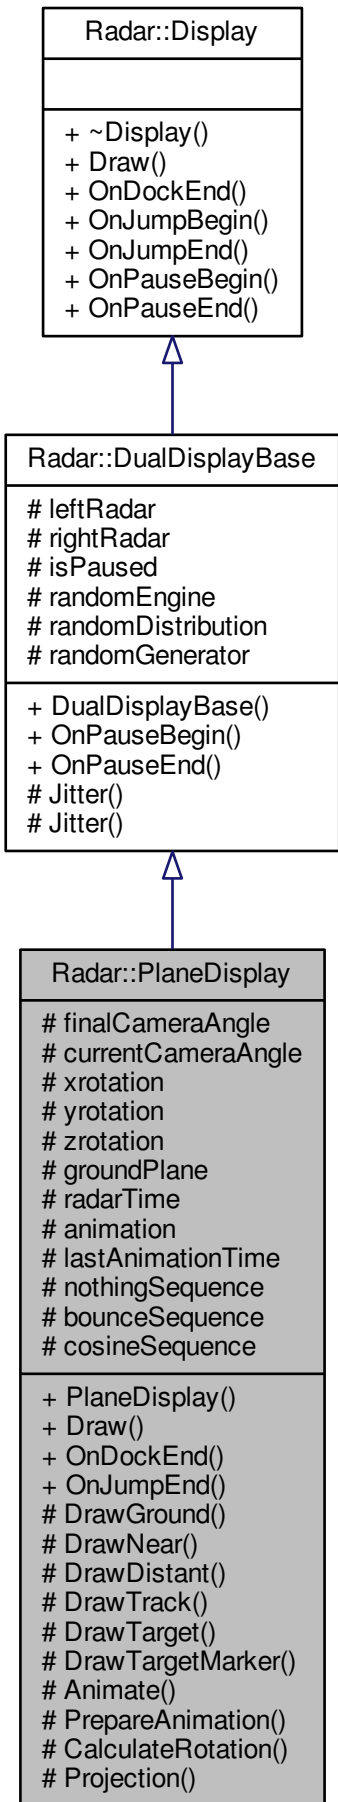 Radar::Display
+ ~Display()
+ Draw()
+ OnDockEnd()
+ OnJumpBegin()
+ OnJumpEnd()
+ OnPauseBegin()
+ OnPauseEnd()
Radar::DualDisplayBase
# leftRadar
# rightRadar
# isPaused
# randomEngine
# randomDistribution
# randomGenerator
+ DualDisplayBase()
+ OnPauseBegin()
+ OnPauseEnd()
# Jitter()
# Jitter()
Radar::PlaneDisplay
# finalCameraAngle
# currentCameraAngle
# xrotation
# yrotation
# zrotation
# groundPlane
# radarTime
# animation
# lastAnimationTime
# nothingSequence
# bounceSequence
# cosineSequence
+ PlaneDisplay()
+ Draw()
+ OnDockEnd()
+ OnJumpEnd()
# DrawGround()
# DrawNear()
# DrawDistant()
# DrawTrack()
# DrawTarget()
# DrawTargetMarker()
# Animate()
# PrepareAnimation()
# CalculateRotation()
# Projection()